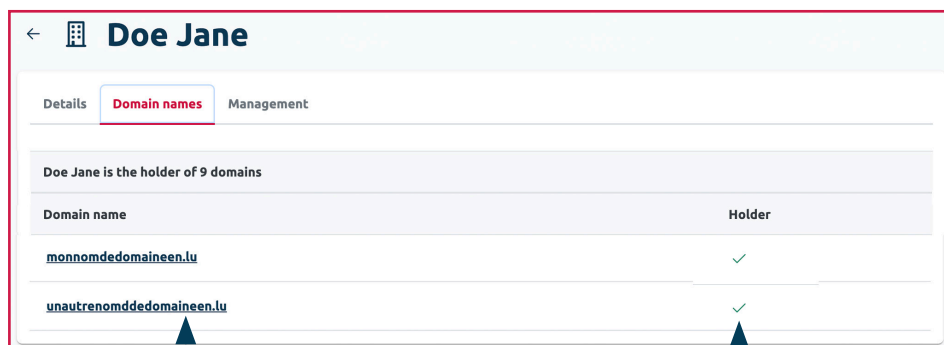 Doe Jane
Details Domain names Management
Doe Jane is the holder of 9 domains
Domain name Holder
monnomdedomaineen.lu
unautrenomddedomaineen.lu